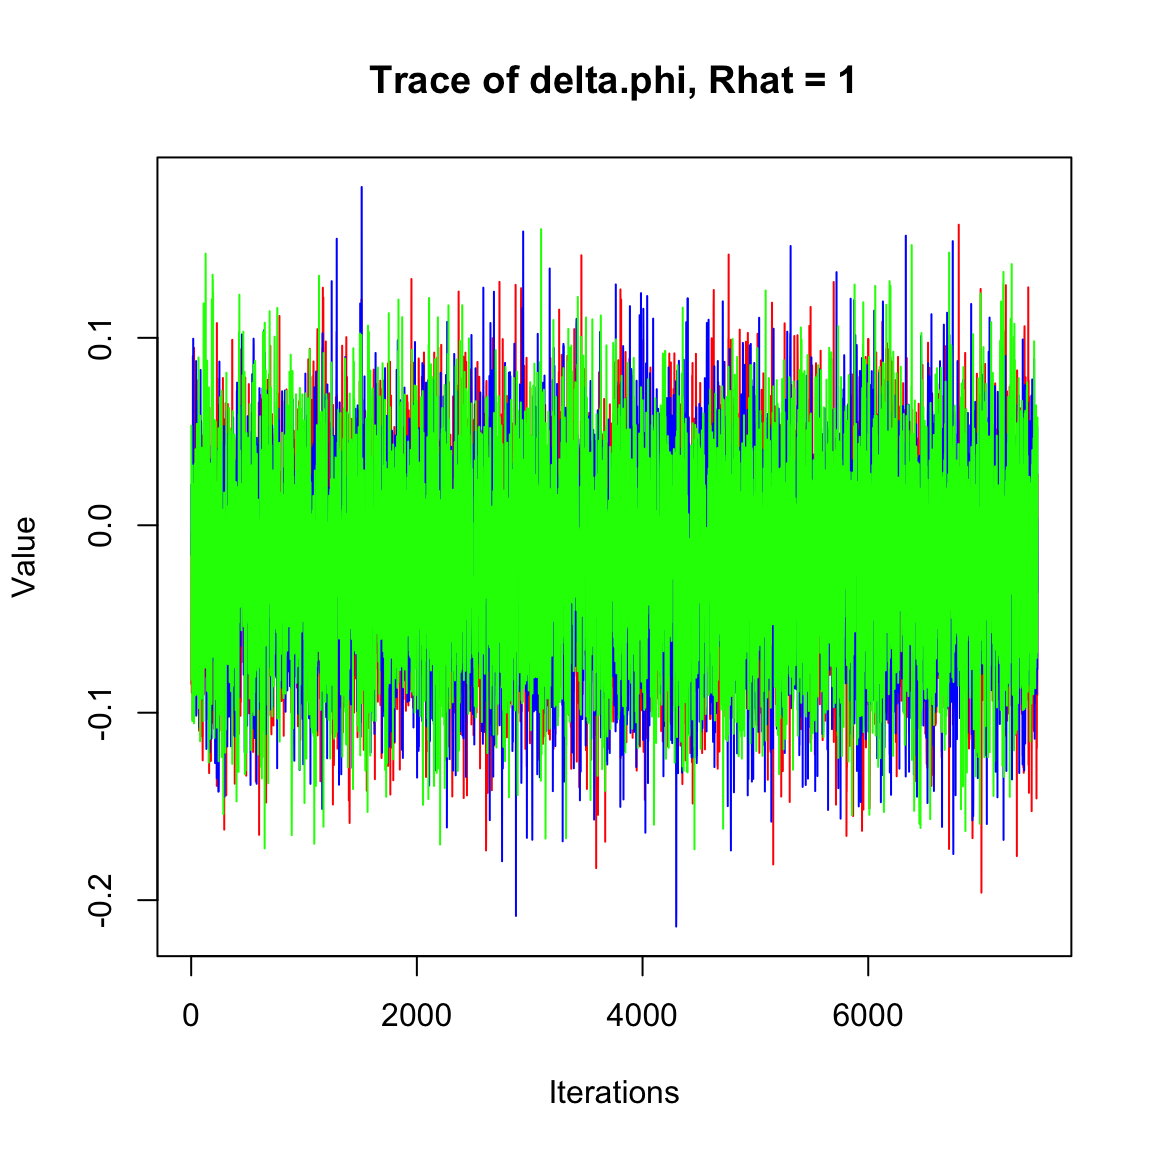 Trace of delta.phi, Rhat = 1
Value
0.1
0.0
-0.1
-0.2
0 2000 4000 6000
Iterations